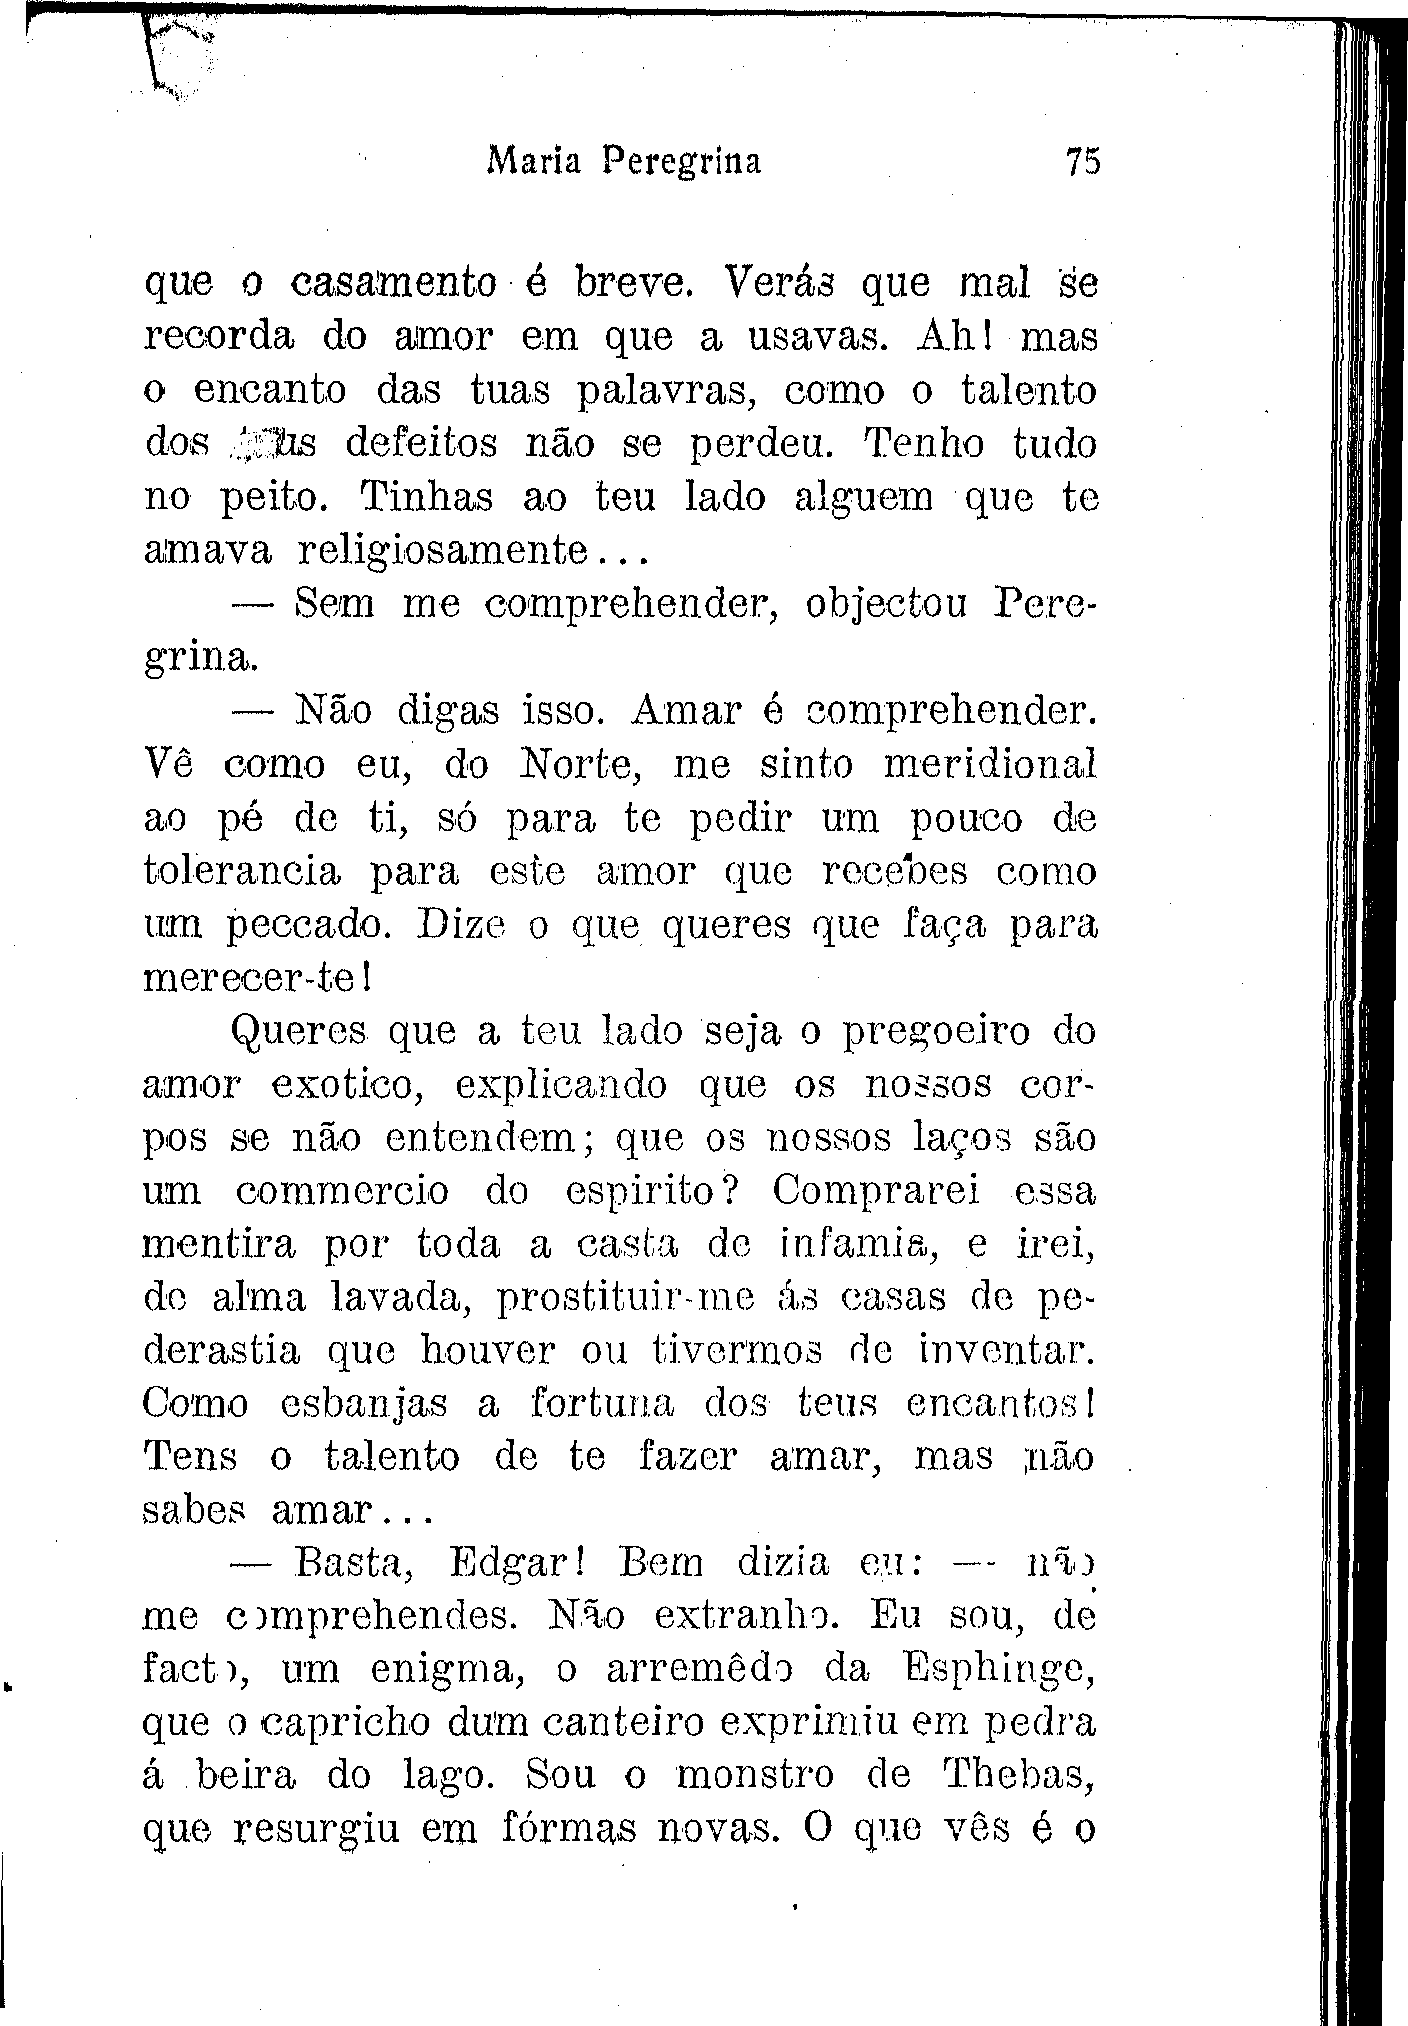 Maria Peregrina 75
que o casamento é breve. Verás que mal se
recorda do amor em que a usavas. Ah! mas
o encanto das tuas palavras, como o talento
dos defeitos não se perdeu. Tenho tudo
no peito. Tinhas ao teu lado alguem que te
amava religiosamente...
— Sem me comprehender, objectou Pere-
grina.
— Não digas isso. Amar é comprehender.
Vê como eu, do Norte, me sinto meridional
ao pé de ti, só para te pedir um pouco de
tolerancia para este amor que recebes como
um peccado. Dize o que queres que faça para
merecer-te!
Queres que a teu lado seja o pregoeiro do
amor exotico, explicando que os nossos cor-
pos se não entendem; que os nossos laços são
um commercio do espirito? Comprarei essa
mentira por toda a casta de infamia, e irei,
de alma lavada, prostituir-me ás casas de pe-
derastia que houver ou tivermos de inventar.
Como esbanjas a fortuna dos teus encantos!
Tens o talento de te fazer amar, mas não
sabes amar...
— Basta, Edgar! Bem dizia eu: — não
me comprehendes. Não extranho. Eu sou, de
facto, um enigma, o arremêdo da Esphinge,
que o capricho dum canteiro exprimiu em pedra
á beira do lago. Sou o monstro de Thebas,
que resurgiu em fórmas novas. O que vês é o